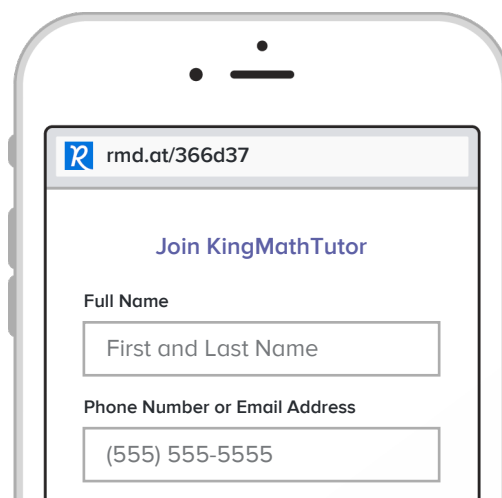 rmd.at/366d37
Join KingMathTutor
Full Name
First and Last Name
Phone Number or Email Address
(555) 555-5555